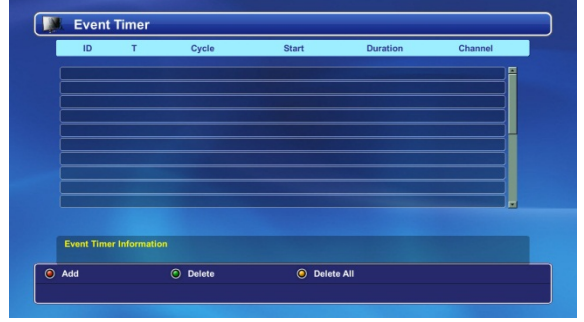 Event Timer
ID T Cycle Start Duration Channel
Event Timer Information
Add Delete Delete All